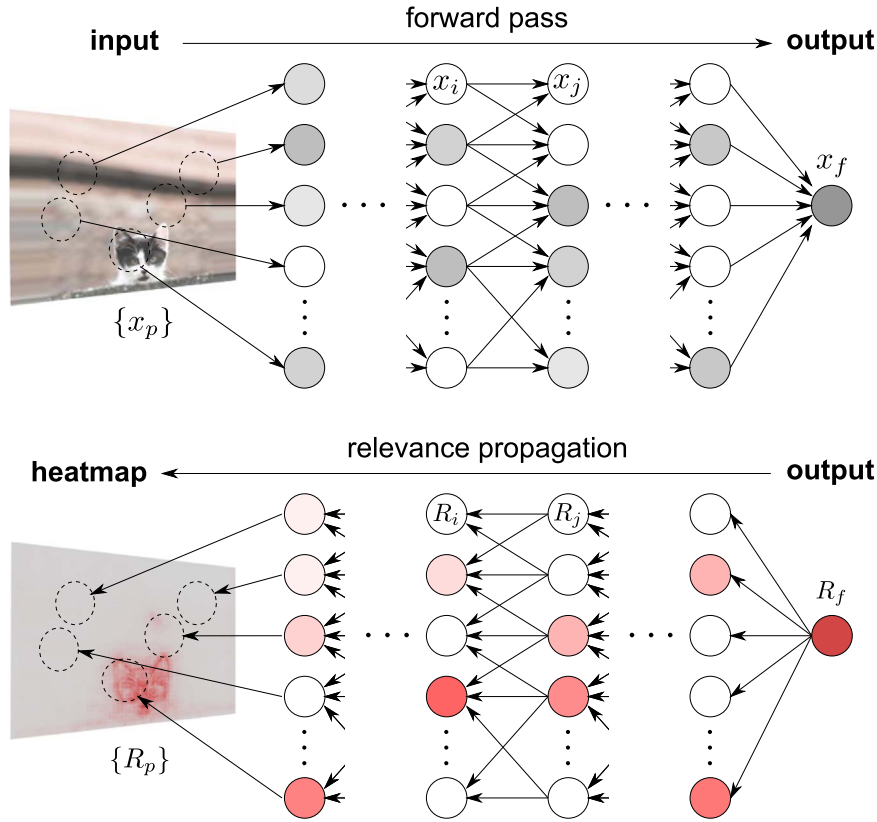 forward pass
input output
x_i x_j
x_f
. . . . . .
{x_p}
relevance propagation
heatmap output
R_i R_j
R_f
. . . . . .
{R_p}